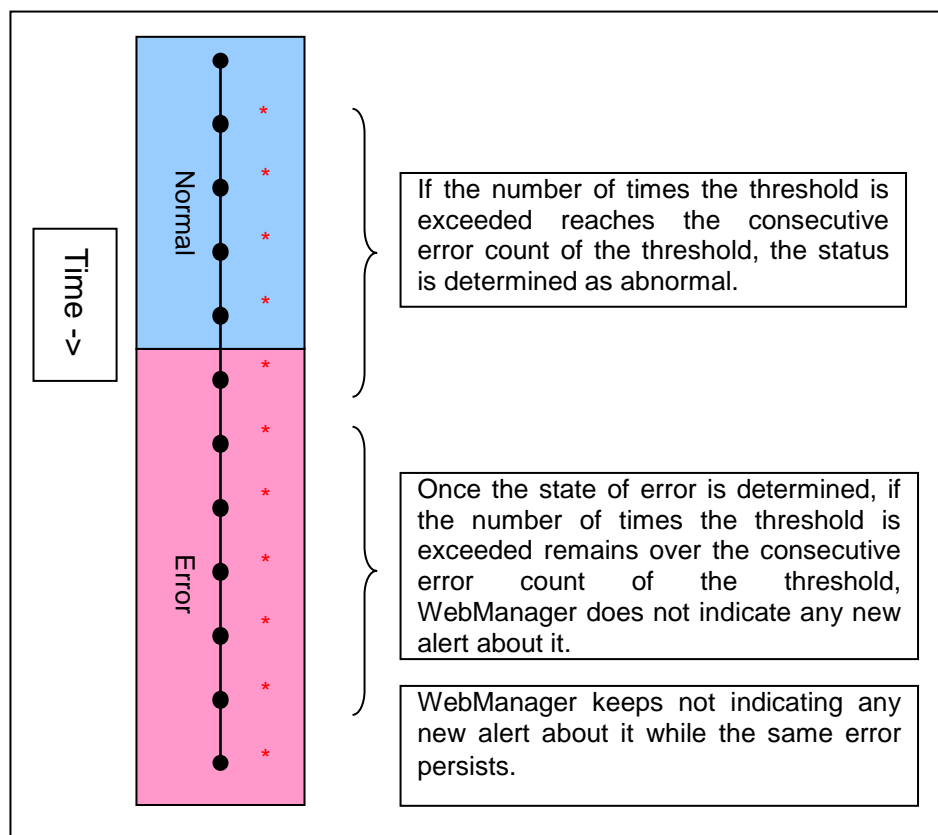 Time ->
Normal
*
*
*
*
Error
*
*
*
*
*
*
*
If the number of times the threshold is
exceeded reaches the consecutive
error count of the threshold, the status
is determined as abnormal.
Once the state of error is determined, if
the number of times the threshold is
exceeded remains over the consecutive
error count of the threshold,
WebManager does not indicate any new
alert about it.
WebManager keeps not indicating any
new alert about it while the same error
persists.